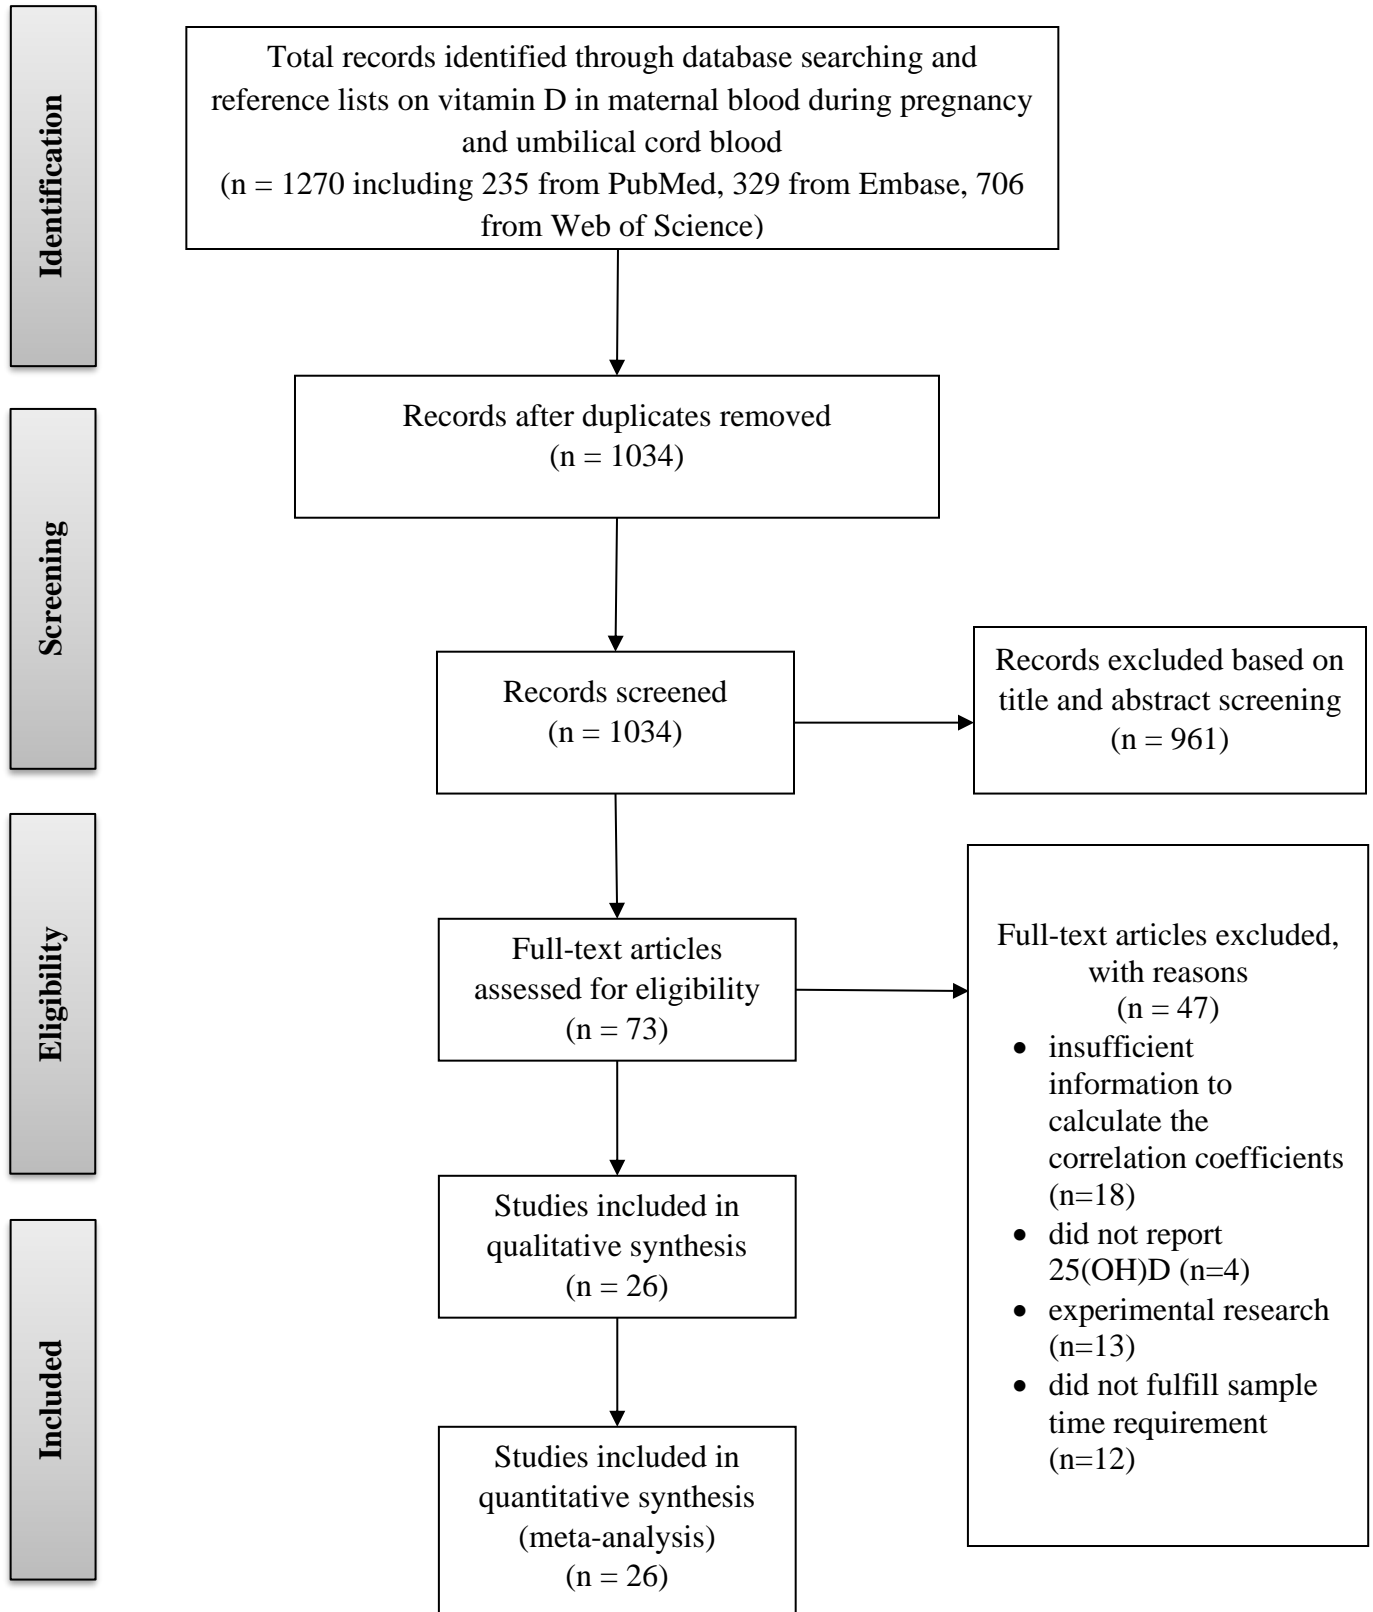 Identification
Total records identified through database searching and
reference lists on vitamin D in maternal blood during pregnancy
and umbilical cord blood
(n = 1270 including 235 from PubMed, 329 from Embase, 706
from Web of Science)
Screening
Records after duplicates removed
(n = 1034)
Records screened
(n = 1034)
Records excluded based on
title and abstract screening
(n = 961)
Eligibility
Full-text articles
assessed for eligibility
(n = 73)
Full-text articles excluded,
with reasons
(n = 47)
• insufficient
information to
calculate the
correlation coefficients
(n=18)
• did not report
25(OH)D (n=4)
• experimental research
(n=13)
• did not fulfill sample
time requirement
(n=12)
Included
Studies included in
qualitative synthesis
(n = 26)
Studies included in
quantitative synthesis
(meta-analysis)
(n = 26)